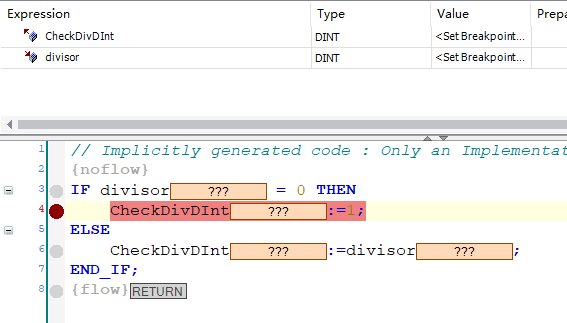 Expression Type Value Prepa
CheckDivDInt DINT <Set Breakpoint...
divisor DINT <Set Breakpoint...
1 // Implicitly generated code : Only an Implementat
2 {noflow}
3 IF divisor ??? = 0 THEN
4 CheckDivDInt ??? :=1;
5 ELSE
6 CheckDivDInt ??? :=divisor ??? ;
7 END_IF;
8 {flow} RETURN